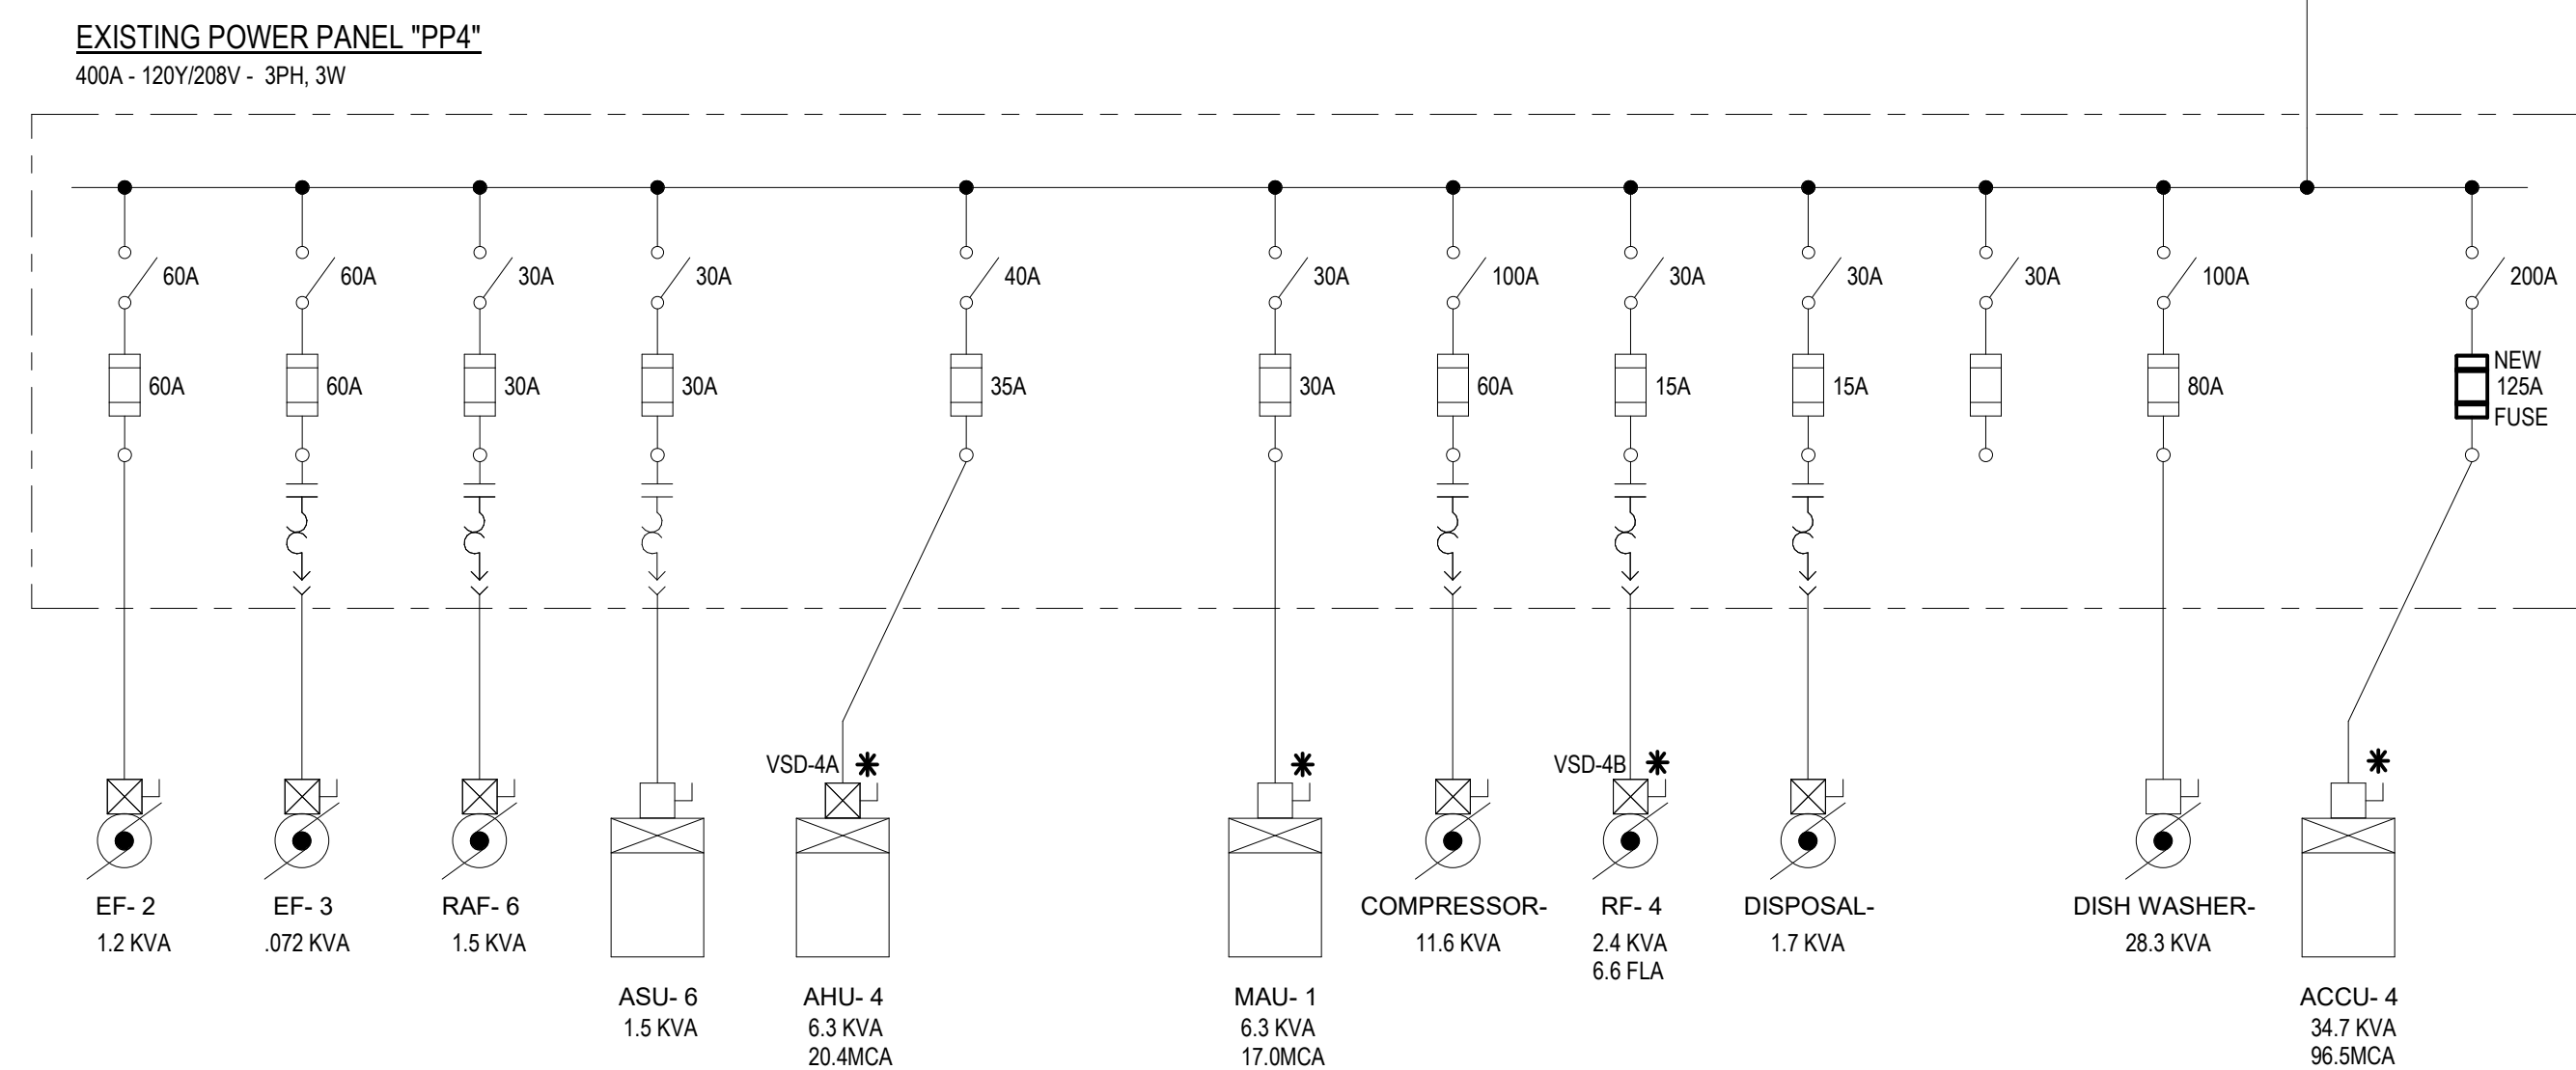 EXISTING POWER PANEL "PP4"
400A - 120Y/208V - 3PH, 3W
60A
60A
30A
30A
40A
30A
100A
30A
30A
30A
100A
200A
60A
60A
30A
30A
35A
30A
60A
15A
15A
80A
NEW
125A
FUSE
VSD-4A *
*
VSD-4B *
*
EF- 2
1.2 KVA
EF- 3
.072 KVA
RAF- 6
1.5 KVA
ASU- 6
1.5 KVA
AHU- 4
6.3 KVA
20.4MCA
MAU- 1
6.3 KVA
17.0MCA
COMPRESSOR-
11.6 KVA
RF- 4
2.4 KVA
6.6 FLA
DISPOSAL-
1.7 KVA
DISH WASHER-
28.3 KVA
ACCU- 4
34.7 KVA
96.5MCA